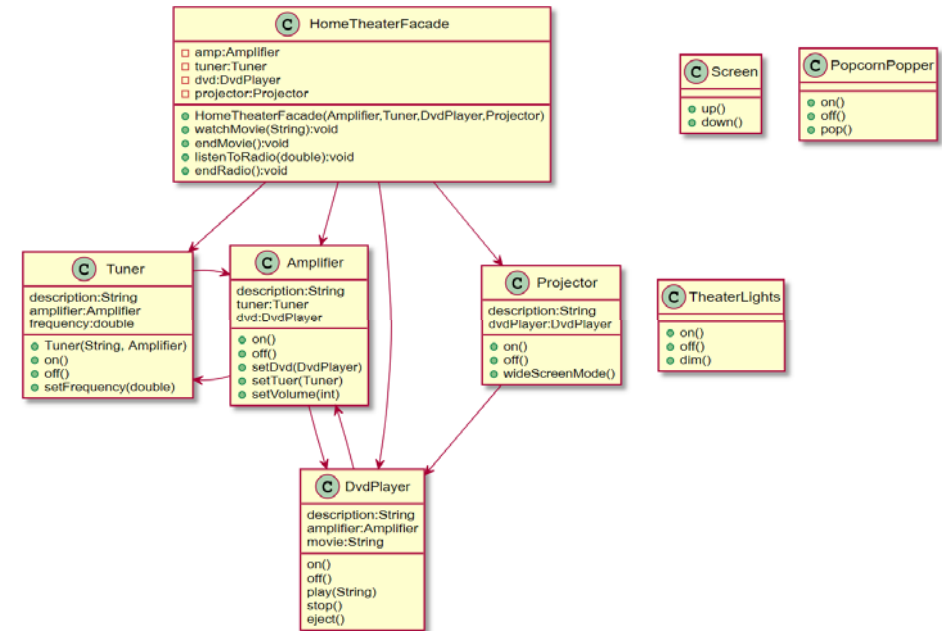 C HomeTheaterFacade
amp:Amplifier
tuner:Tuner
dvd:DvdPlayer
projector:Projector
HomeTheaterFacade(Amplifier,Tuner,DvdPlayer,Projector)
watchMovie(String):void
endMovie():void
listenToRadio(double):void
endRadio():void
C Screen
up()
down()
C PopcornPopper
on()
off()
pop()
C Tuner
description:String
amplifier:Amplifier
frequency:double
Tuner(String, Amplifier)
on()
off()
setFrequency(double)
C Amplifier
description:String
tuner:Tuner
dvd:DvdPlayer
on()
off()
setDvd(DvdPlayer)
setTuer(Tuner)
setVolume(int)
C Projector
description:String
dvdPlayer:DvdPlayer
on()
off()
wideScreenMode()
C TheaterLights
on()
off()
dim()
C DvdPlayer
description:String
amplifier:Amplifier
movie:String
on()
off()
play(String)
stop()
eject()